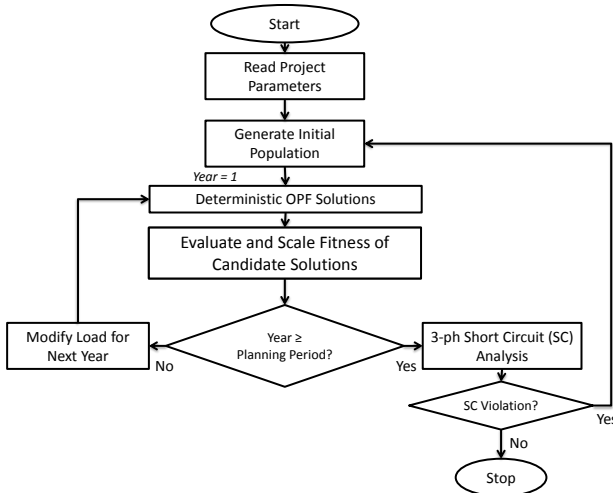 Start
Read Project
Parameters
Generate Initial
Population
Year = 1
Deterministic OPF Solutions
Evaluate and Scale Fitness of
Candidate Solutions
Modify Load for
Next Year
No
Year ≥
Planning Period?
Yes
3-ph Short Circuit (SC)
Analysis
SC Violation?
Yes
No
Stop